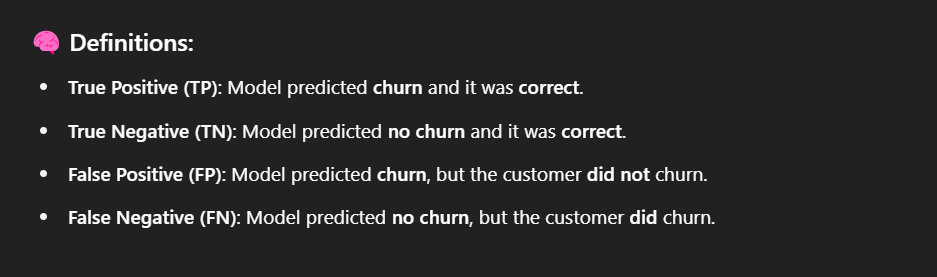 🧠 Definitions:
• True Positive (TP): Model predicted churn and it was correct.
• True Negative (TN): Model predicted no churn and it was correct.
• False Positive (FP): Model predicted churn, but the customer did not churn.
• False Negative (FN): Model predicted no churn, but the customer did churn.